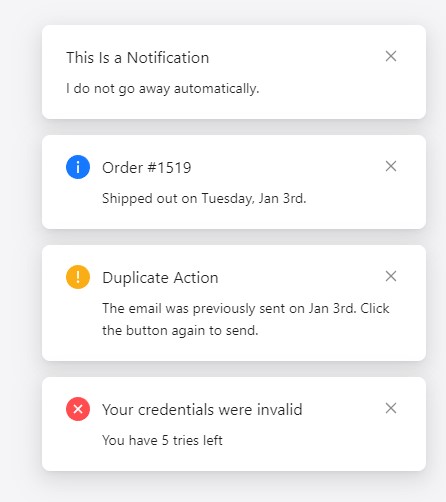 This Is a Notification
I do not go away automatically.
Order #1519
Shipped out on Tuesday, Jan 3rd.
Duplicate Action
The email was previously sent on Jan 3rd. Click
the button again to send.
Your credentials were invalid
You have 5 tries left